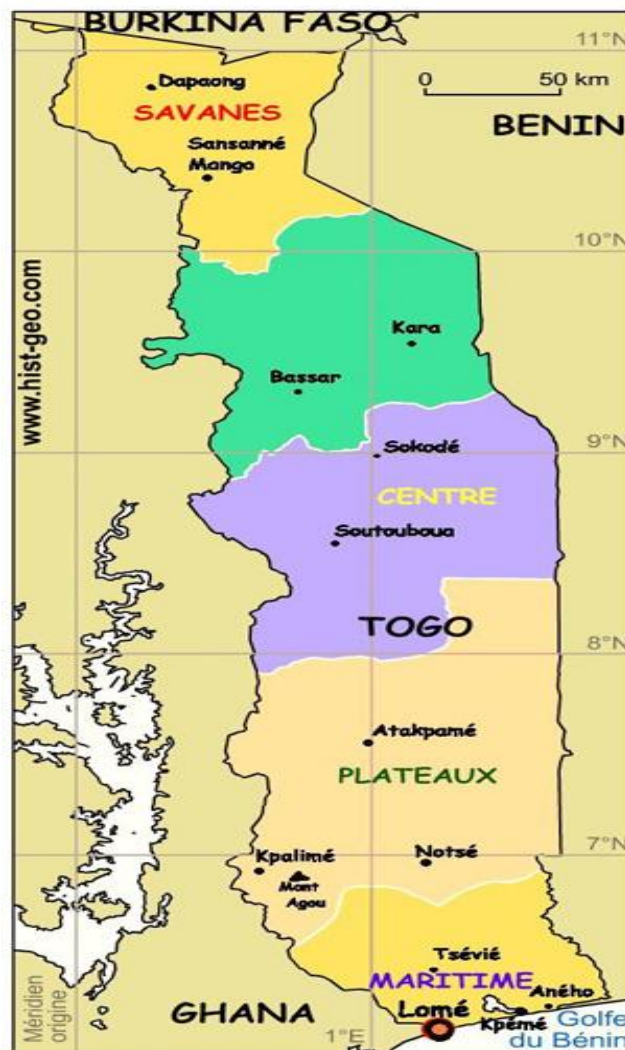 BURKINA FASO
11°N
Dapaong
0 50 km
SAVANES
BENIN
Sansanné
Mango
10°N
www.hist-geo.com
Kara
Bassar
9°N
Sokodé
CENTRE
Soutouboua
TOGO
8°N
Atakpamé
PLATEAUX
7°N
Kpalimé
Notsé
Mont
Agou
Tsévié
MARITIME
Aného
Méridien
origine
GHANA
Lomé
Kpémé
Golfe
du Bénin
1°E